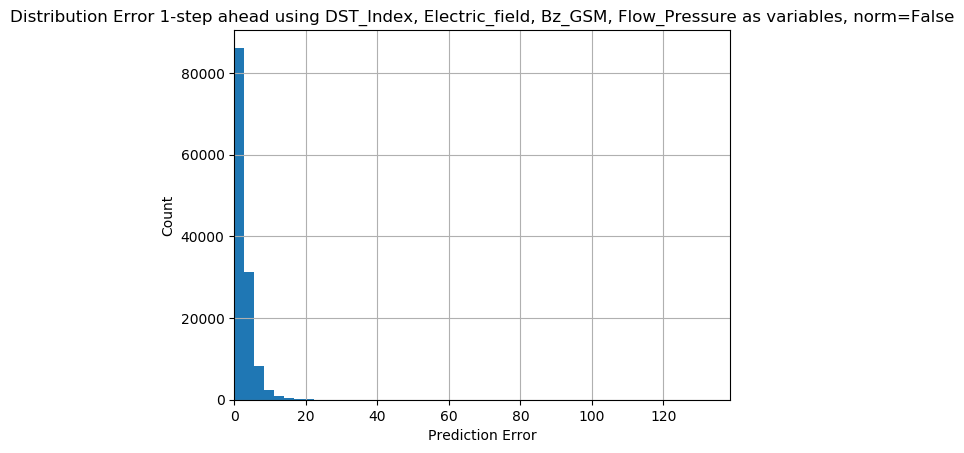 Distribution Error 1-step ahead using DST_Index, Electric_field, Bz_GSM, Flow_Pressure as variables, norm=False
80000
60000
40000
20000
0
Count
0 20 40 60 80 100 120
Prediction Error